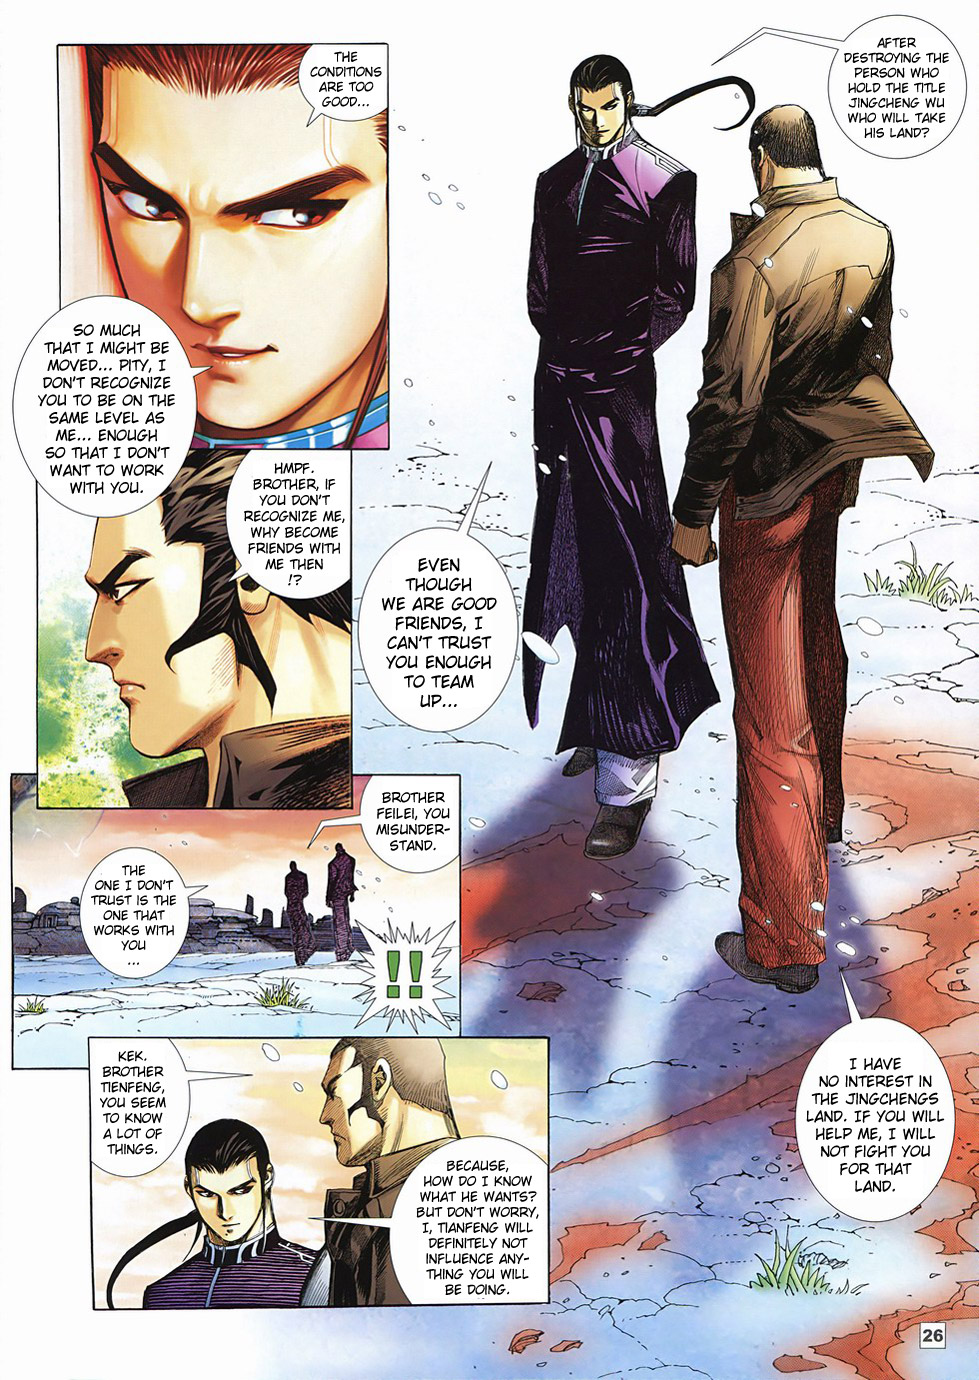 AFTER
DESTROYING THE
PERSON WHO
HOLD THE TITLE
JINGCHENG WU
WHO WILL TAKE
HIS LAND?
I HAVE
NO INTEREST IN
THE JINGCHENGS
LAND. IF YOU WILL
HELP ME, I WILL
NOT FIGHT YOU
FOR THAT
LAND.
THE
CONDITIONS
ARE TOO
GOOD...
SO MUCH
THAT I MIGHT BE
MOVED... PITY, I
DON'T RECOGNIZE
YOU TO BE ON THE
SAME LEVEL AS
ME... ENOUGH
SO THAT I DON'T
WANT TO WORK
WITH YOU.
HMPF.
BROTHER, IF
YOU DON'T
RECOGNIZE ME,
WHY BECOME
FRIENDS WITH
ME THEN
!?
EVEN
THOUGH
WE ARE GOOD
FRIENDS, I
CAN'T TRUST
YOU ENOUGH
TO TEAM
UP...
BROTHER
FEILEI, YOU
MISUNDER-
STAND.
THE
ONE I DON'T
TRUST IS THE
ONE THAT
WORKS WITH
YOU
...
!!
KEK.
BROTHER
TIENFENG,
YOU SEEM
TO KNOW
A LOT OF
THINGS.
BECAUSE,
HOW DO I KNOW
WHAT HE WANTS?
BUT DON'T WORRY,
I, TIANFENG WILL
DEFINITELY NOT
INFLUENCE ANY-
THING YOU WILL
BE DOING.
26